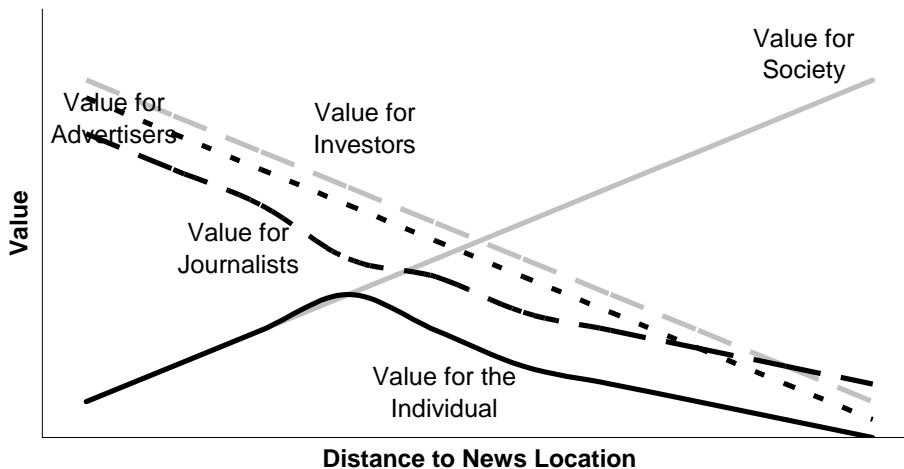 Value for
Society
Value for
Advertisers
Value for
Investors
Value for
Journalists
Value for the
Individual
Value
Distance to News Location